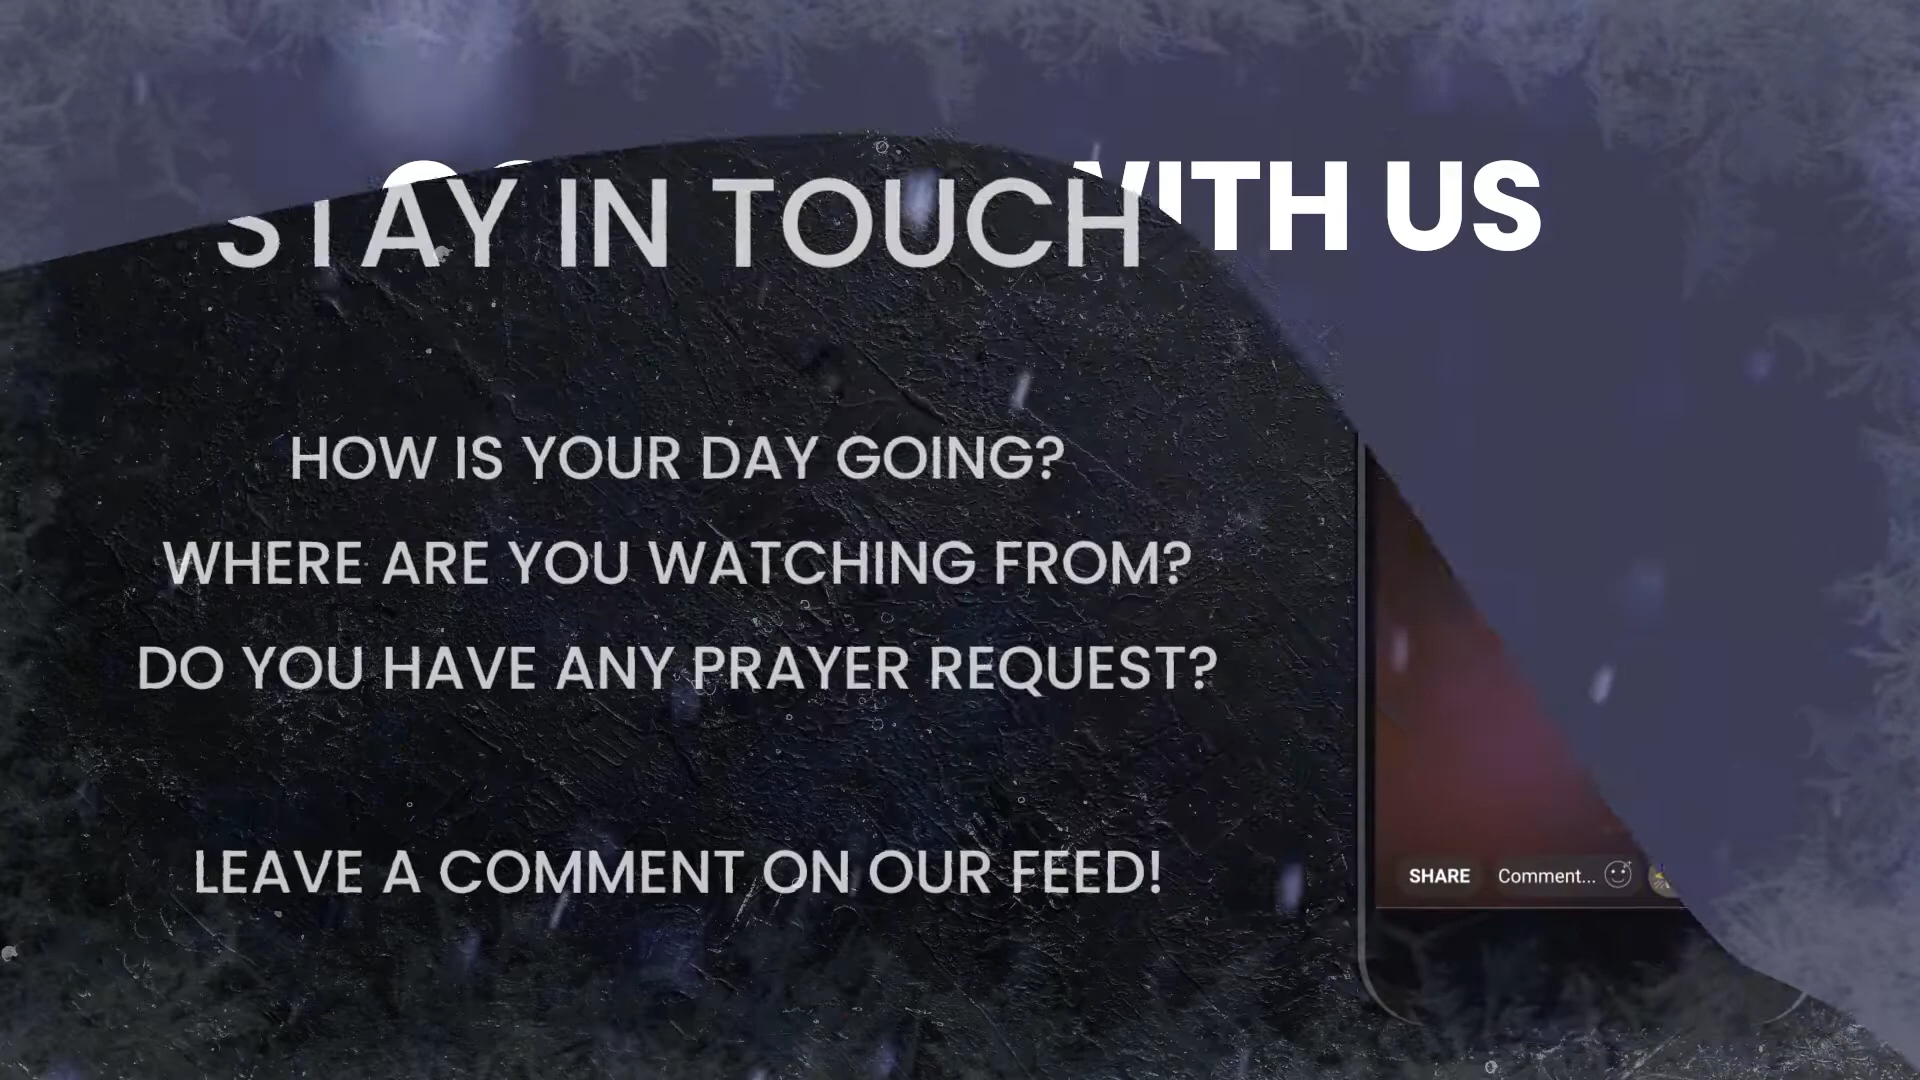 WITH US
STAY IN TOUCH
HOW IS YOUR DAY GOING?
WHERE ARE YOU WATCHING FROM?
DO YOU HAVE ANY PRAYER REQUEST?
SHARE Comment...
LEAVE A COMMENT ON OUR FEED!